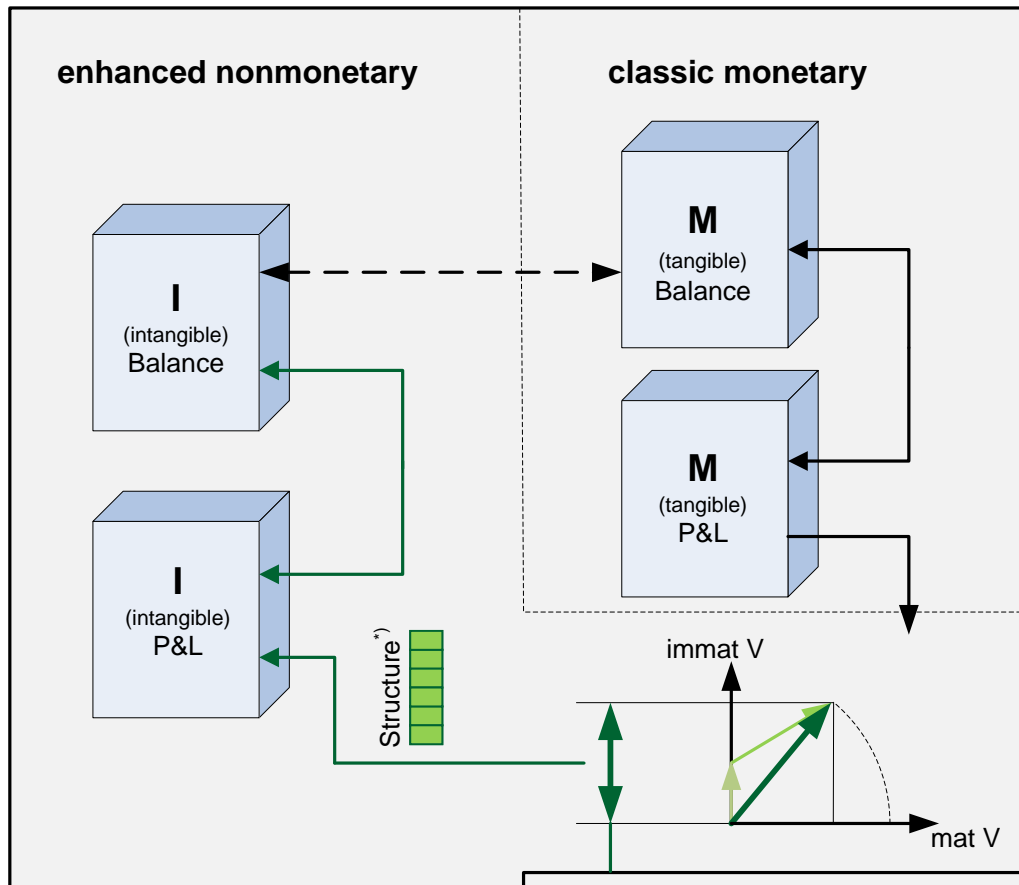 enhanced nonmonetary
classic monetary
M
(tangible)
Balance
I
(intangible)
Balance
M
(tangible)
P&L
I
(intangible)
P&L
Structure*)
immat V
mat V